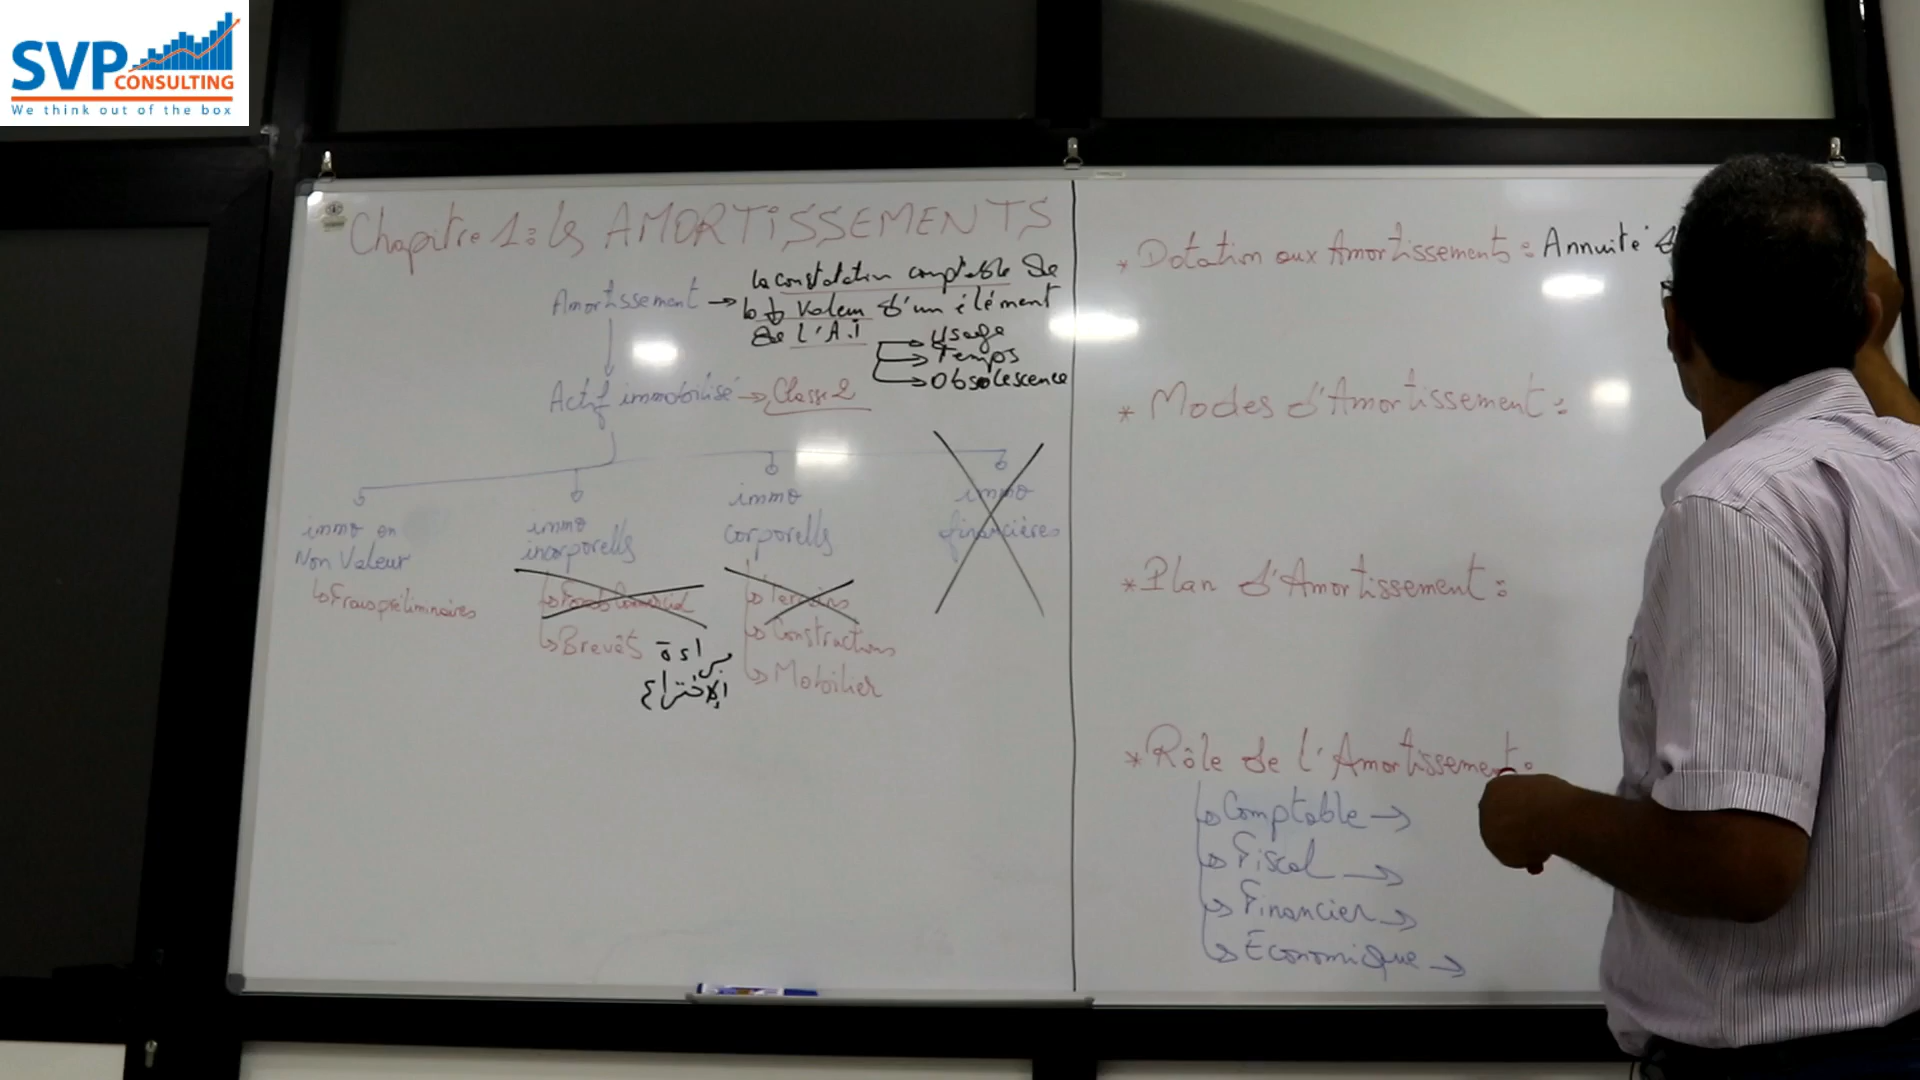 SVP
CONSULTING
We think out of the box
Chapitre 1: les AMORTISSEMENTS
Amortissement → la constatation comptable de
la ↓ Valeur d'un élément
de l'A.I
→ Usage
→ Temps
→ Obsolescence
Actif immobilisé → Classe 2
immo en
Non Valeur
↳ Frais préliminaires
immo
incorporells
↳ Fonds Comercial
↳ Brevêts براءة
الإختراع
immo
corporells
↳ Terrains
↳ Constructions
↳ Mobilier
immo
financières
* Dotation aux Amortissements : Annuité
* Modes d'Amortissement :
* Plan d'Amortissement :
* Rôle de l'Amortissement :
↳ Comptable →
↳ Fiscal →
↳ Financier →
↳ Economique →